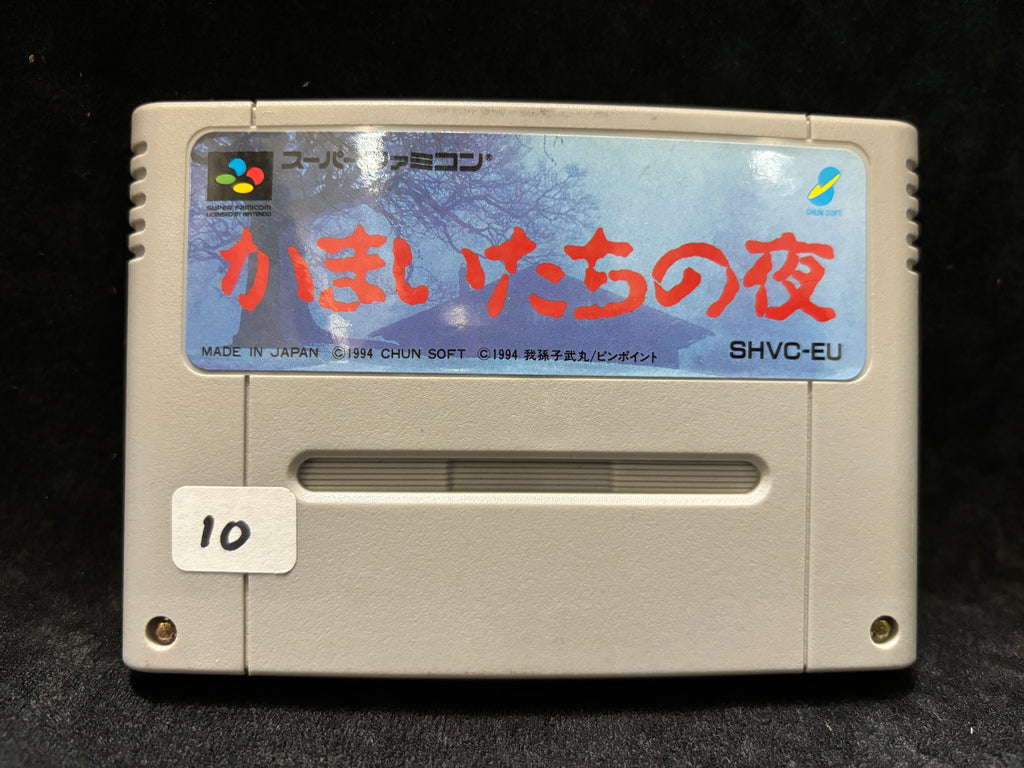 スーパーファミコン®
SUPER FAMICOM
LICENSED BY NINTENDO
CHUN SOFT
かまいたちの夜
MADE IN JAPAN ©1994 CHUN SOFT ©1994 我孫子武丸/ピンポイント
SHVC-EU
10